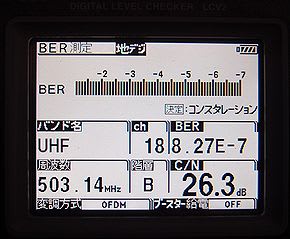 DIGITAL LEVEL CHECKER LCV2
BER測定 地デジ
-2 -3 -4 -5 -6 -7
BER
決定:コンスタレーション
バンド名 ch BER
UHF 18 8.27E-7
周波数 階層 C/N
503.14MHz B 26.3dB
変調方式 OFDM ブースター給電 OFF